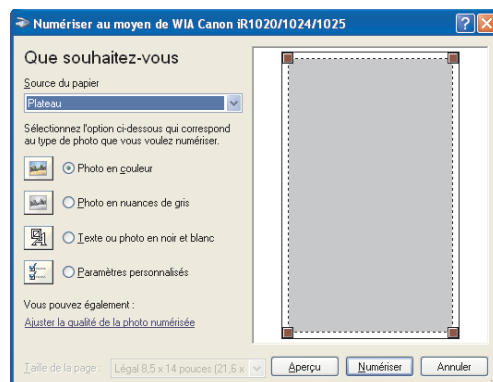 Numériser au moyen de WIA Canon iR1020/1024/1025
Que souhaitez-vous
Source du papier
Plateau
Sélectionnez l'option ci-dessous qui correspond
au type de photo que vous voulez numériser.
Photo en couleur
Photo en nuances de gris
Texte ou photo en noir et blanc
Paramètres personnalisés
Vous pouvez également :
Ajuster la qualité de la photo numérisée
Taille de la page : Légal 8,5 x 14 pouces (21,6 x
Aperçu Numériser Annuler